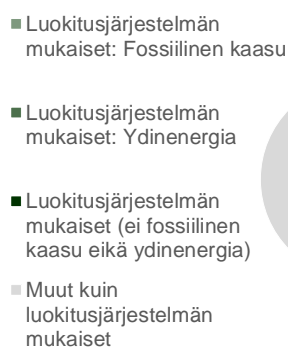 Luokitusjärjestelmän
mukaiset: Fossiilinen kaasu
Luokitusjärjestelmän
mukaiset: Ydinenergia
Luokitusjärjestelmän
mukaiset (ei fossiilinen
kaasu eikä ydinenergia)
Muut kuin
luokitusjärjestelmän
mukaiset